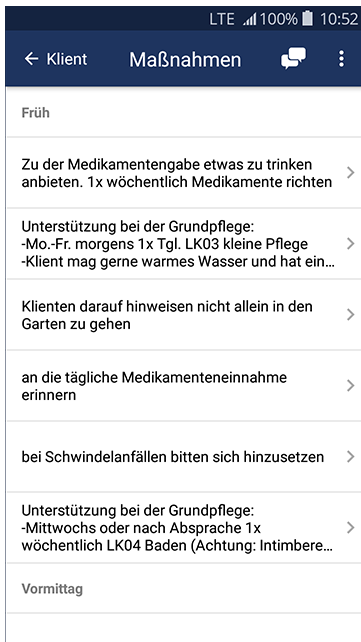 LTE 100% 10:52
Klient Maßnahmen
Früh
Zu der Medikamentengabe etwas zu trinken
anbieten. 1x wöchentlich Medikamente richten
Unterstützung bei der Grundpflege:
-Mo.-Fr. morgens 1x Tgl. LK03 kleine Pflege
-Klient mag gerne warmes Wasser und hat ein...
Klienten darauf hinweisen nicht allein in den
Garten zu gehen
an die tägliche Medikamenteneinnahme
erinnern
bei Schwindelanfällen bitten sich hinzusetzen
Unterstützung bei der Grundpflege:
-Mittwochs oder nach Absprache 1x
wöchentlich LK04 Baden (Achtung: Intimbere...
Vormittag